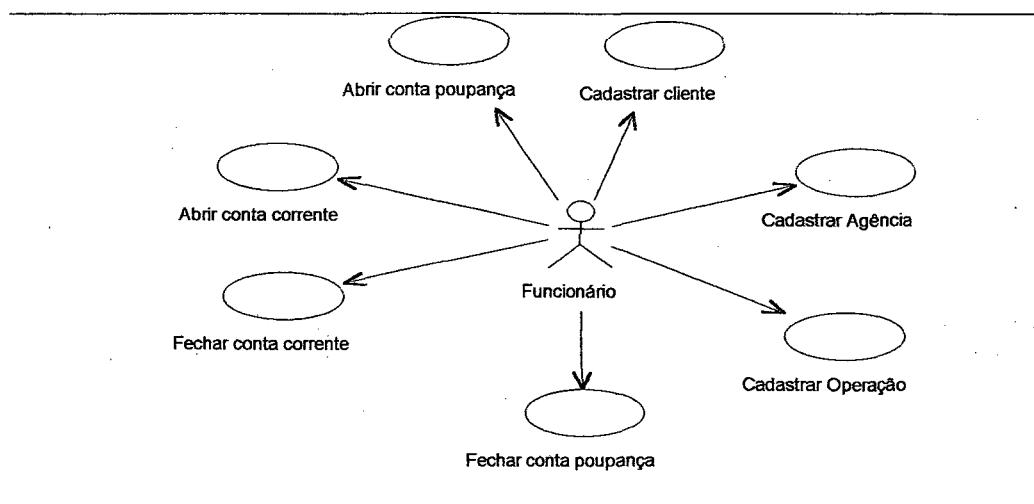 Abrir conta poupança
Cadastrar cliente
Abrir conta corrente
Cadastrar Agência
Funcionário
Fechar conta corrente
Cadastrar Operação
Fechar conta poupança